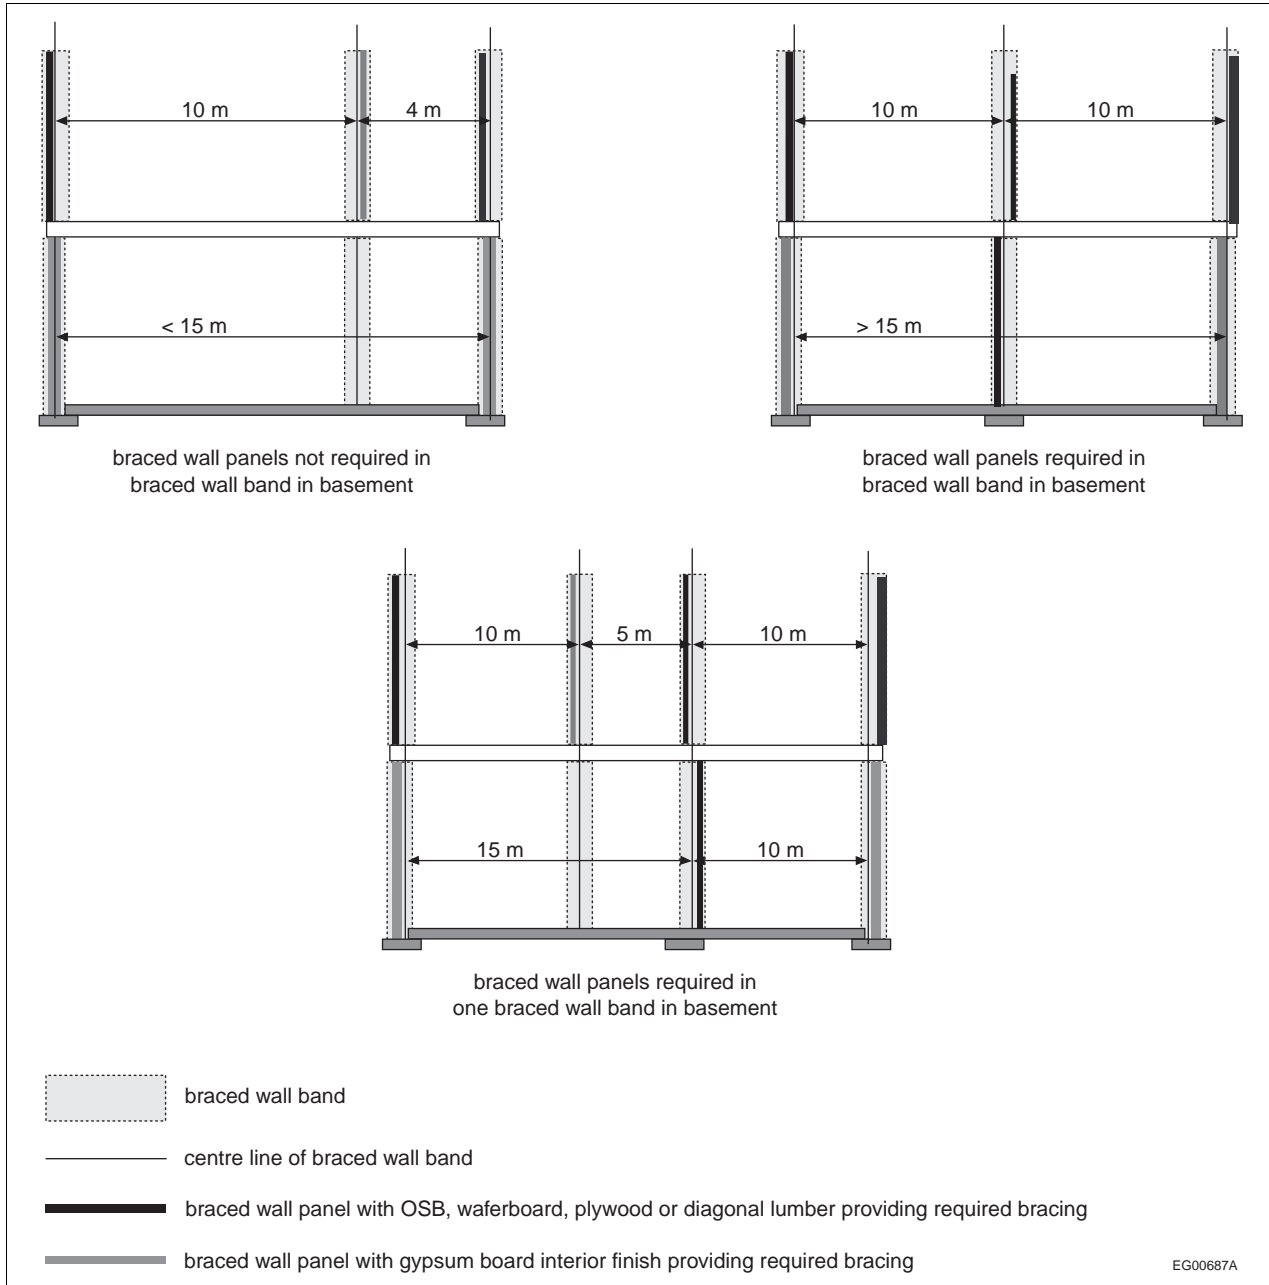 10 m
4 m
< 15 m
braced wall panels not required in
braced wall band in basement
10 m
10 m
> 15 m
braced wall panels required in
braced wall band in basement
10 m
5 m
10 m
15 m
10 m
braced wall panels required in
one braced wall band in basement
braced wall band
centre line of braced wall band
braced wall panel with OSB, waferboard, plywood or diagonal lumber providing required bracing
braced wall panel with gypsum board interior finish providing required bracing
EG00687A